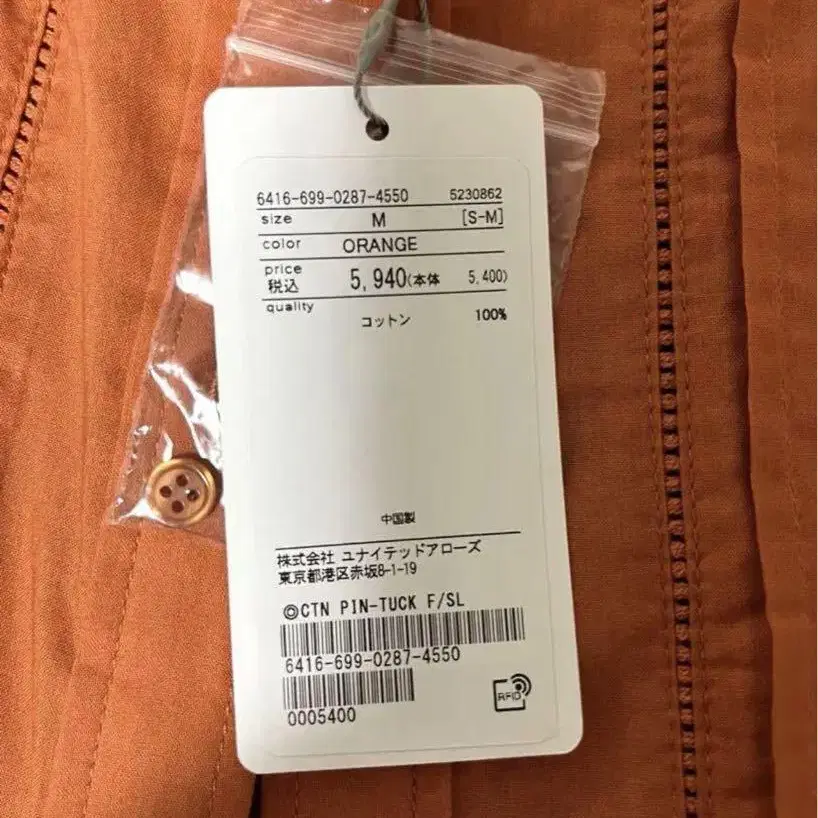 6416-699-0287-4550 5230862
size M [S-M]
color ORANGE
price
税込 5,940(本体 5,400)
quality
コットン 100%
中国製
株式会社 ユナイテッドアローズ
東京都港区赤坂8-1-19
◎CTN PIN-TUCK F/SL
6416-699-0287-4550
0005400
RFID